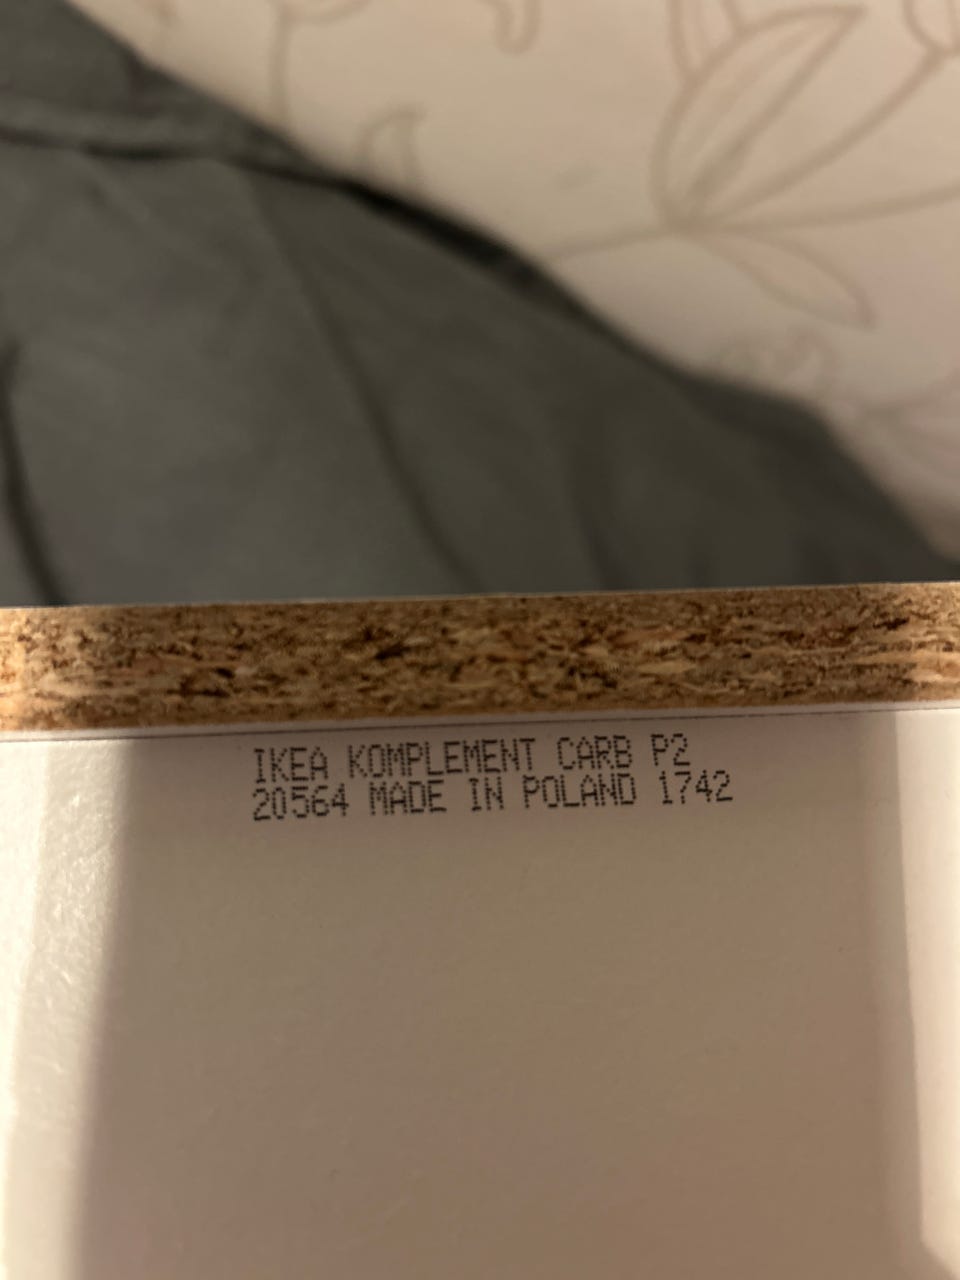 IKEA KOMPLEMENT CARB P2
20564 MADE IN POLAND 1742